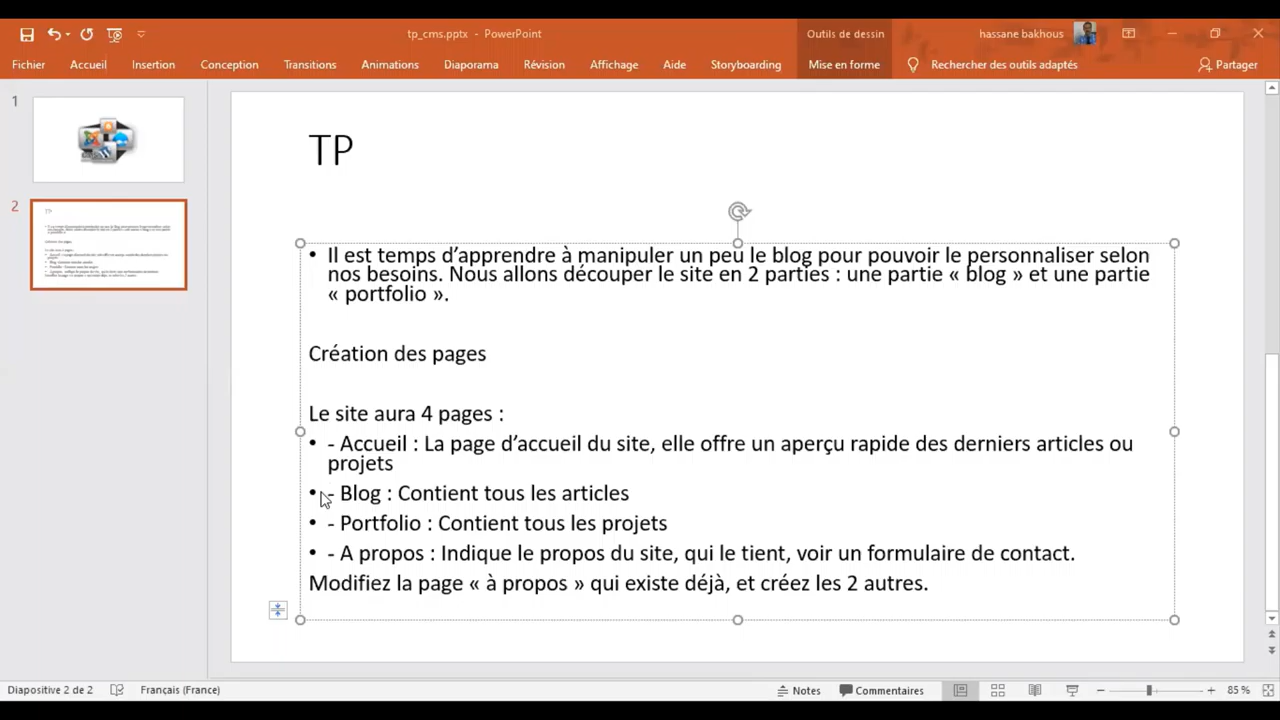 tp_cms.pptx - PowerPoint
Outils de dessin
hassane bakhous
Fichier
Accueil
Insertion
Conception
Transitions
Animations
Diaporama
Révision
Affichage
Aide
Storyboarding
Mise en forme
Rechercher des outils adaptés
Partager
1
2
TP
• Il est temps d’apprendre à manipuler un peu le blog pour pouvoir le personnaliser selon
nos besoins. Nous allons découper le site en 2 parties : une partie « blog » et une partie
« portfolio ».
Création des pages
Le site aura 4 pages :
• - Accueil : La page d’accueil du site, elle offre un aperçu rapide des derniers articles ou
projets
• - Blog : Contient tous les articles
• - Portfolio : Contient tous les projets
• - A propos : Indique le propos du site, qui le tient, voir un formulaire de contact.
Modifiez la page « à propos » qui existe déjà, et créez les 2 autres.
Diapositive 2 de 2
Français (France)
Notes
Commentaires
85 %